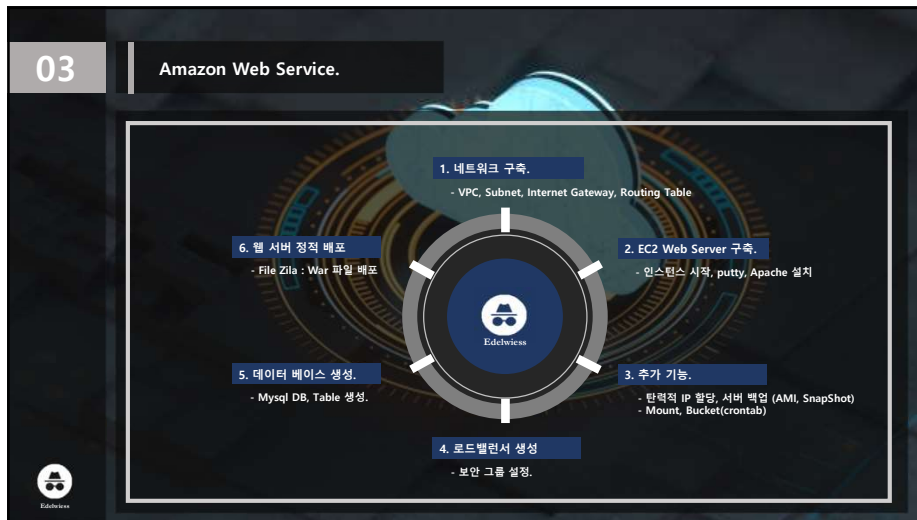 03
Amazon Web Service.
1. 네트워크 구축.
- VPC, Subnet, Internet Gateway, Routing Table
2. EC2 Web Server 구축.
- 인스턴스 시작, putty, Apache 설치
3. 추가 기능.
- 탄력적 IP 할당, 서버 백업 (AMI, SnapShot)
- Mount, Bucket(crontab)
4. 로드밸런서 생성
- 보안 그룹 설정.
5. 데이터 베이스 생성.
- Mysql DB, Table 생성.
6. 웹 서버 정적 배포
- File Zila : War 파일 배포
Edelwiess
Edelwiess